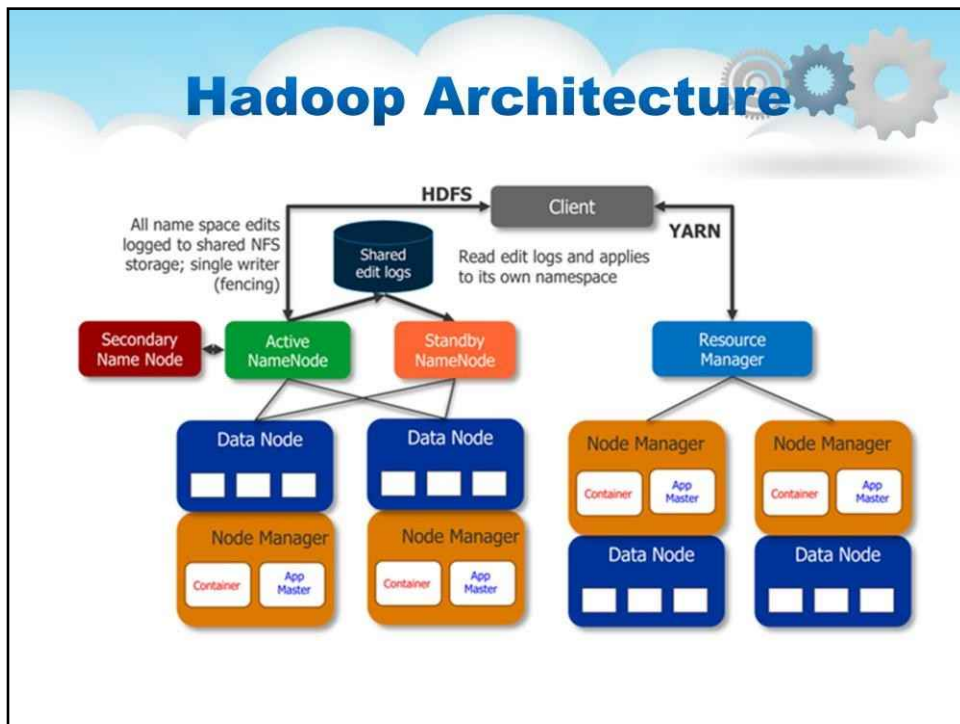 Hadoop Architecture
HDFS
Client
YARN
All name space edits
logged to shared NFS
storage; single writer
(fencing)
Shared
edit logs
Read edit logs and applies
to its own namespace
Secondary
Name Node
Active
NameNode
Standby
NameNode
Resource
Manager
Data Node
Data Node
Node Manager
Container
App
Master
Node Manager
Container
App
Master
Node Manager
Container
App
Master
Node Manager
Container
App
Master
Data Node
Data Node